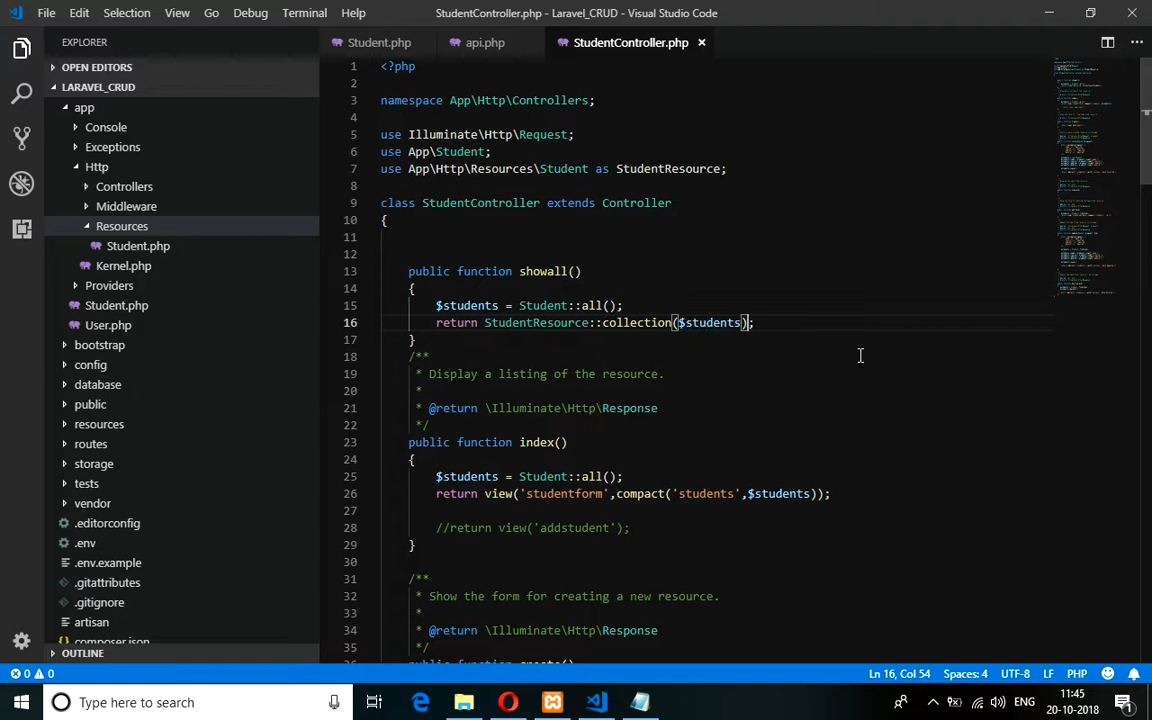 File Edit Selection View Go Debug Terminal Help
StudentController.php - Laravel_CRUD - Visual Studio Code
EXPLORER
OPEN EDITORS
LARAVEL_CRUD
app
Console
Exceptions
Http
Controllers
Middleware
Resources
Student.php
Kernel.php
Providers
Student.php
User.php
bootstrap
config
database
public
resources
routes
storage
tests
vendor
.editorconfig
.env
.env.example
.gitattributes
.gitignore
artisan
composer.json
OUTLINE
Student.php api.php StudentController.php
1 <?php
2
3 namespace App\Http\Controllers;
4
5 use Illuminate\Http\Request;
6 use App\Student;
7 use App\Http\Resources\Student as StudentResource;
8
9 class StudentController extends Controller
10 {
11
12
13 public function showall()
14 {
15 $students = Student::all();
16 return StudentResource::collection($students);
17 }
18 /**
19 * Display a listing of the resource.
20 *
21 * @return \Illuminate\Http\Response
22 */
23 public function index()
24 {
25 $students = Student::all();
26 return view('studentform',compact('students',$students));
27
28 //return view('addstudent');
29 }
30
31 /**
32 * Show the form for creating a new resource.
33 *
34 * @return \Illuminate\Http\Response
35 */
36 public function create()
0 0
Ln 16, Col 54 Spaces: 4 UTF-8 LF PHP
Type here to search
ENG
11:45
20-10-2018
1